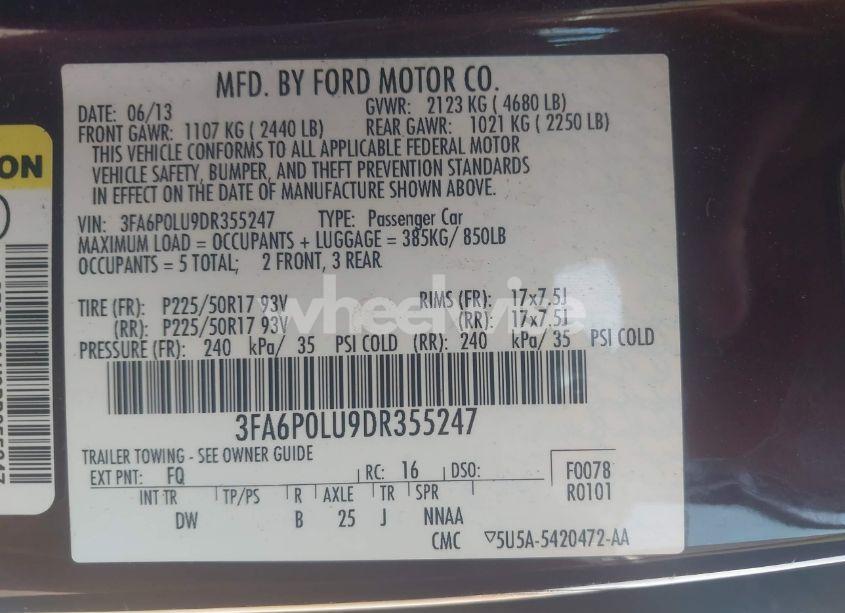 MFD. BY FORD MOTOR CO.
DATE: 06/13 GVWR: 2123 KG ( 4680 LB)
FRONT GAWR: 1107 KG ( 2440 LB) REAR GAWR: 1021 KG ( 2250 LB)
THIS VEHICLE CONFORMS TO ALL APPLICABLE FEDERAL MOTOR
VEHICLE SAFETY, BUMPER, AND THEFT PREVENTION STANDARDS
IN EFFECT ON THE DATE OF MANUFACTURE SHOWN ABOVE.
VIN: 3FA6P0LU9DR355247 TYPE: Passenger Car
MAXIMUM LOAD = OCCUPANTS + LUGGAGE = 385KG/ 850LB
OCCUPANTS = 5 TOTAL; 2 FRONT, 3 REAR
TIRE (FR): P225/50R17 93V RIMS (FR): 17x7.5J
(RR): P225/50R17 93V (RR): 17x7.5J
wheelwise
PRESSURE (FR): 240 kPa/ 35 PSI COLD (RR): 240 kPa/ 35 PSI COLD
3FA6P0LU9DR355247
TRAILER TOWING - SEE OWNER GUIDE
EXT PNT: FQ RC: 16 DSO: F0078
R0101
INT TR TP/PS R AXLE TR SPR
DW B 25 J NNAA
CMC ▽5U5A-5420472-AA
ON